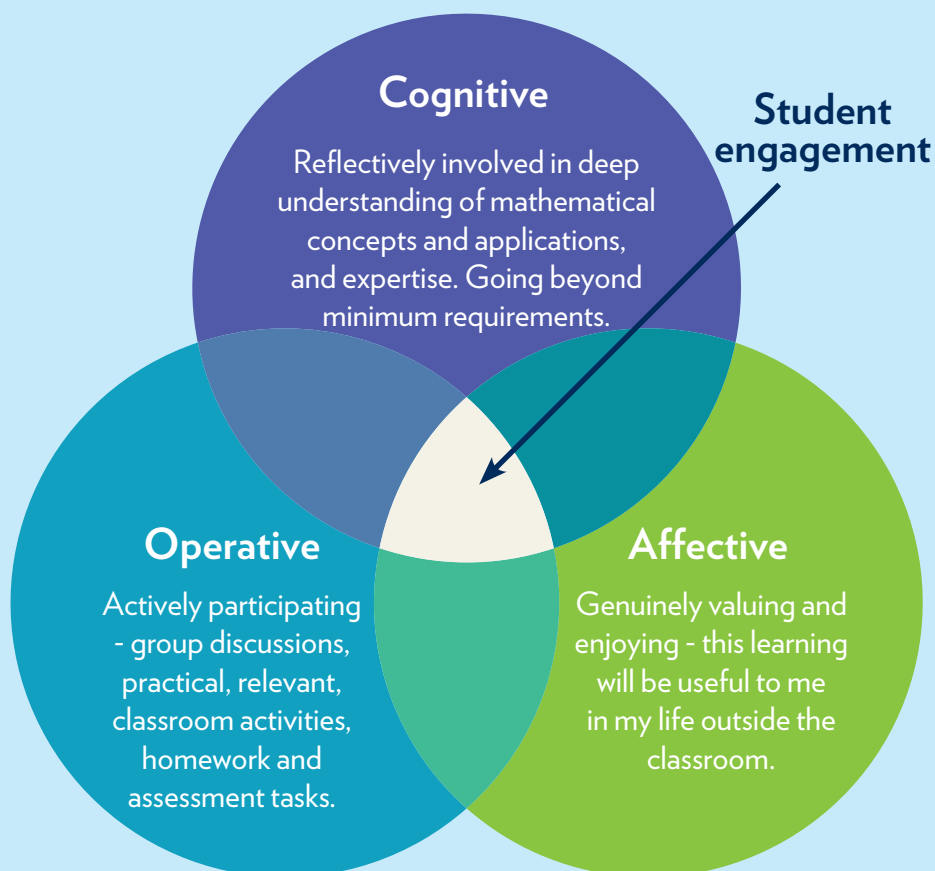 Cognitive
Reflectively involved in deep
understanding of mathematical
concepts and applications,
and expertise. Going beyond
minimum requirements.
Student
engagement
Operative
Actively participating
- group discussions,
practical, relevant,
classroom activities,
homework and
assessment tasks.
Affective
Genuinely valuing and
enjoying - this learning
will be useful to me
in my life outside the
classroom.